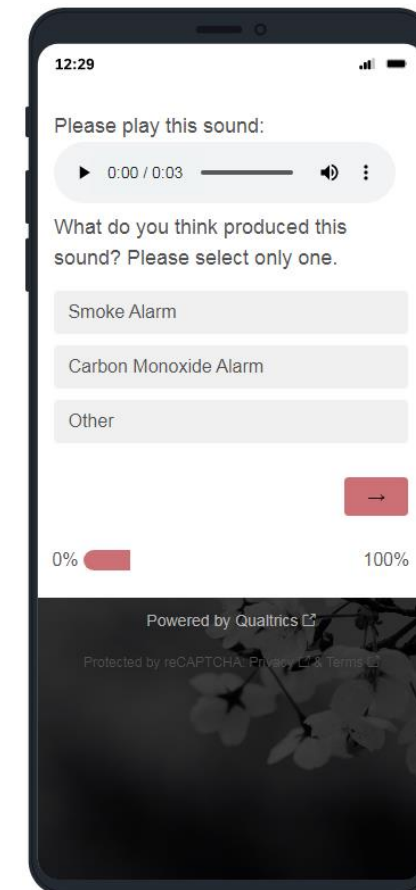 12:29
Please play this sound:
0:00 / 0:03
What do you think produced this
sound? Please select only one.
Smoke Alarm
Carbon Monoxide Alarm
Other
→
0% 100%
Powered by Qualtrics
Protected by reCAPTCHA: Privacy & Terms